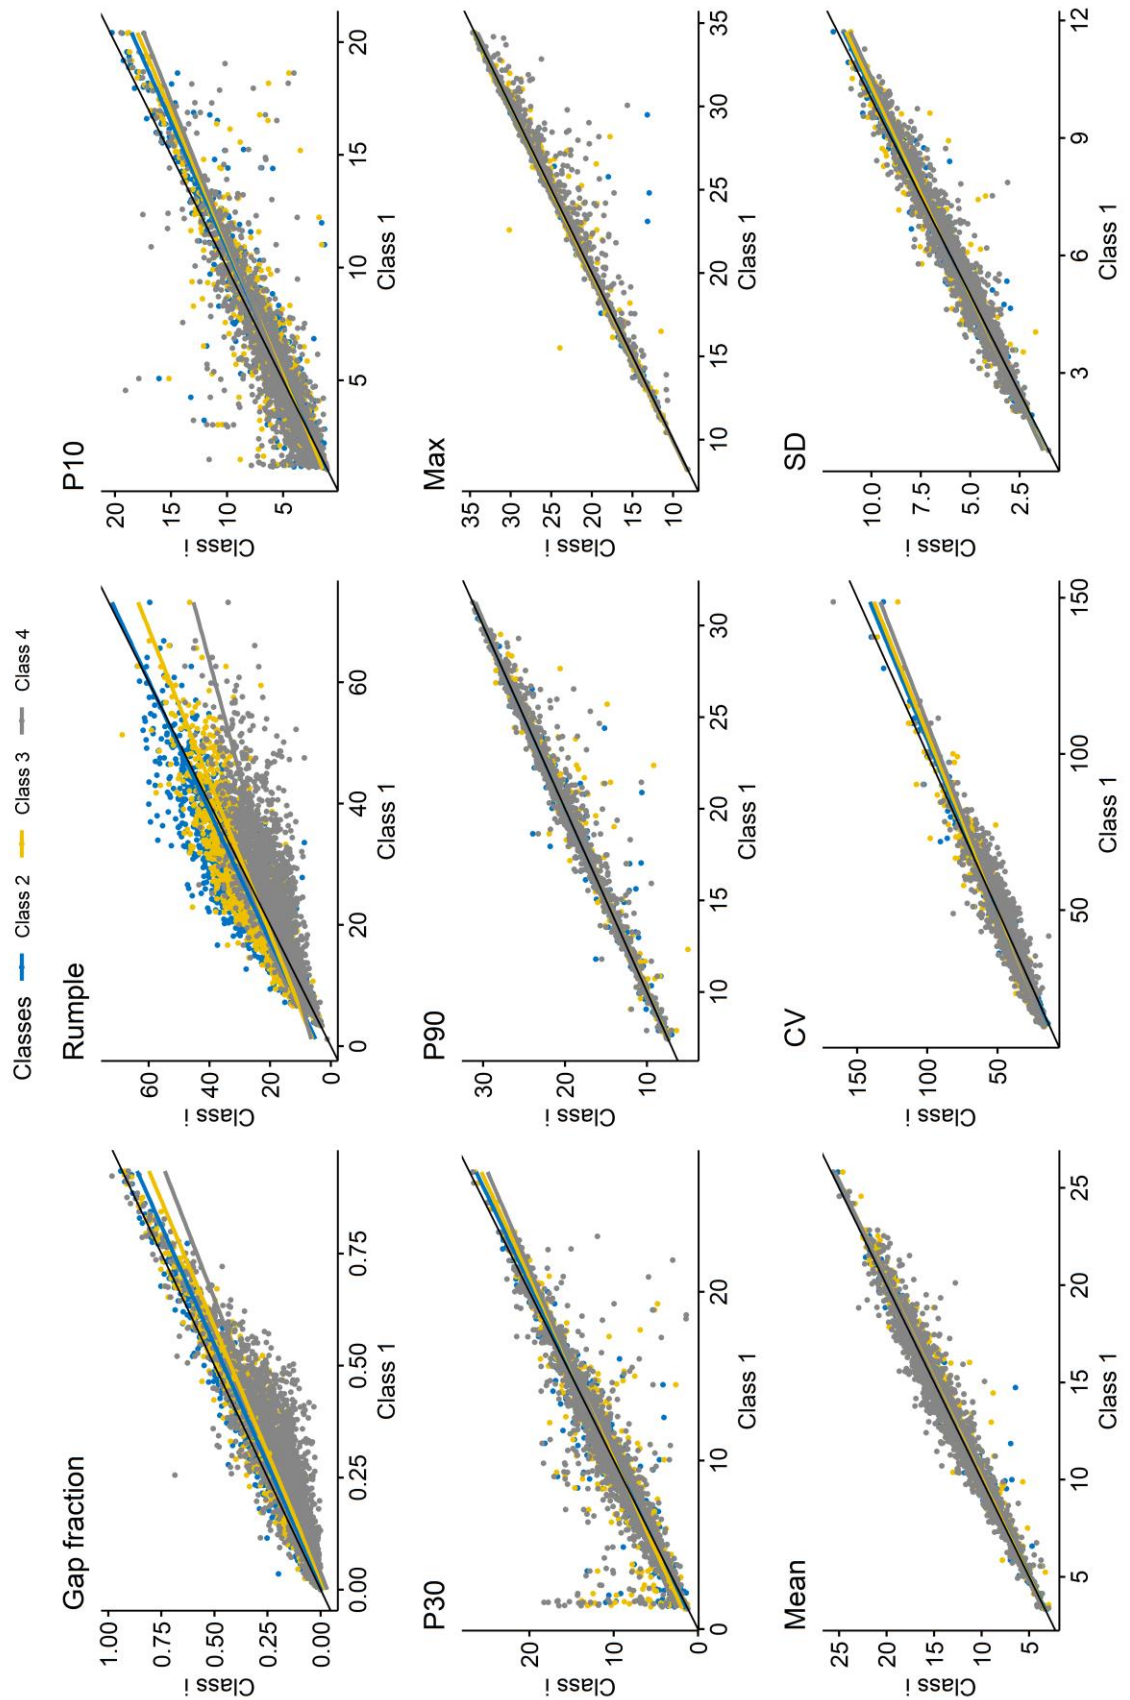 Classes Class 2 Class 3 Class 4
Gap fraction
Class i
1.00
0.75
0.50
0.25
0.00
0.00 0.25 0.50 0.75
Class 1
Rumple
Class i
60
40
20
0
0 20 40 60
Class 1
P10
Class i
20
15
10
5
5 10 15 20
Class 1
P30
Class i
20
10
0
0 10 20
Class 1
P90
Class i
30
20
10
10 15 20 25 30
Class 1
Max
Class i
35
30
25
20
15
10
10 15 20 25 30 35
Class 1
Mean
Class i
25
20
15
10
5
5 10 15 20 25
Class 1
CV
Class i
150
100
50
50 100 150
Class 1
SD
Class i
10.0
7.5
5.0
2.5
3 6 9 12
Class 1